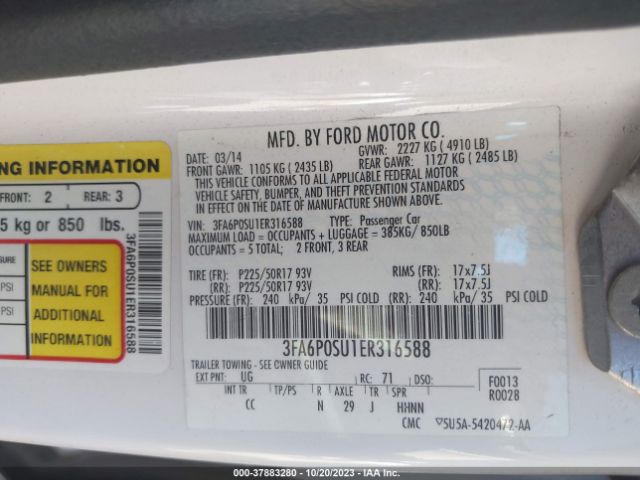 MFD. BY FORD MOTOR CO.
03/14 GVWR: 2227 KG ( 4910 LB)
FRONT GAWR: 1105 KG ( 2435 LB) REAR GAWR: 1127 KG ( 2485 LB)
THIS VEHICLE CONFORMS TO ALL APPLICABLE FEDERAL MOTOR
VEHICLE SAFETY, BUMPER, AND THEFT PREVENTION STANDARDS
IN EFFECT ON THE DATE OF MANUFACTURE SHOWN ABOVE.
VIN: 3FA6P0SU1ER316588 TYPE: Passenger Car
MAXIMUM LOAD = OCCUPANTS + LUGGAGE = 385KG/ 850LB
OCCUPANTS = 5 TOTAL; 2 FRONT, 3 REAR
TIRE (FR): P225/50R17 93V RIMS (FR): 17x7.5J
(RR): P225/50R17 93V (RR): 17x7.5J
PRESSURE (FR): 240 kPa/ 35 PSI COLD (RR): 240 kPa/ 35 PSI COLD
3FA6P0SU1ER316588
TRAILER TOWING - SEE OWNER GUIDE
EXT PNT: UG RC: 71 DSO:
F0013
R0028
INT TR TP/PS R AXLE TR SPR
CC N 29 J HHNN
CMC ▽SU5A-5420472-AA
NG INFORMATION
FRONT: 2 REAR: 3
5 kg or 850 lbs.
SURE
PSI
PSI
SEE OWNERS
MANUAL FOR
ADDITIONAL
INFORMATION
3FA6P0SU1ER316588
000-37883280 - 10/20/2023 - IAA Inc.